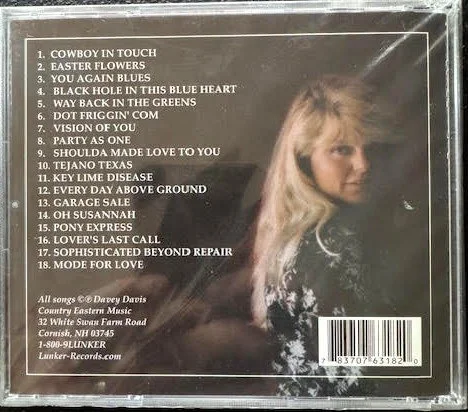 1. COWBOY IN TOUCH
2. EASTER FLOWERS
3. YOU AGAIN BLUES
4. BLACK HOLE IN THIS BLUE HEART
5. WAY BACK IN THE GREENS
6. DOT FRIGGIN' COM
7. VISION OF YOU
8. PARTY AS ONE
9. SHOULDA MADE LOVE TO YOU
10. TEJANO TEXAS
11. KEY LIME DISEASE
12. EVERY DAY ABOVE GROUND
13. GARAGE SALE
14. OH SUSANNAH
15. PONY EXPRESS
16. LOVER'S LAST CALL
17. SOPHISTICATED BEYOND REPAIR
18. MODE FOR LOVE
All songs ©℗ Davey Davis
Country Eastern Music
32 White Swan Farm Road
Cornish, NH 03745
1-800-9LUNKER
Lunker-Records.com
7 83707 63182 0